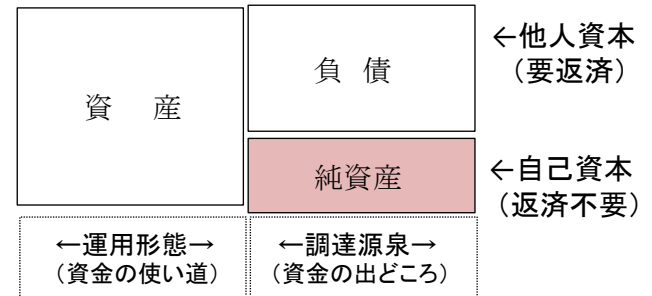 資　産
負 債
←他人資本
（要返済）
純資産
←自己資本
（返済不要）
←運用形態→
（資金の使い道）
←調達源泉→
（資金の出どころ）